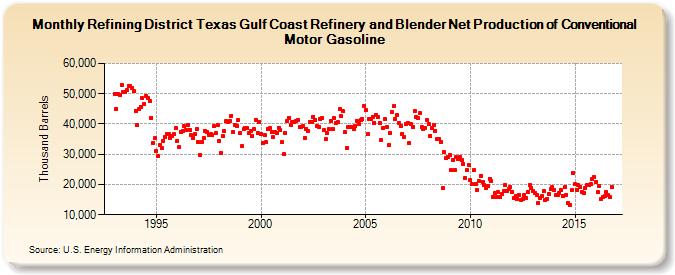 Monthly Refining District Texas Gulf Coast Refinery and Blender Net Production of Conventional
Motor Gasoline
Thousand Barrels
60,000
50,000
40,000
30,000
20,000
10,000
1995
2000
2005
2010
2015
Source: U.S. Energy Information Administration